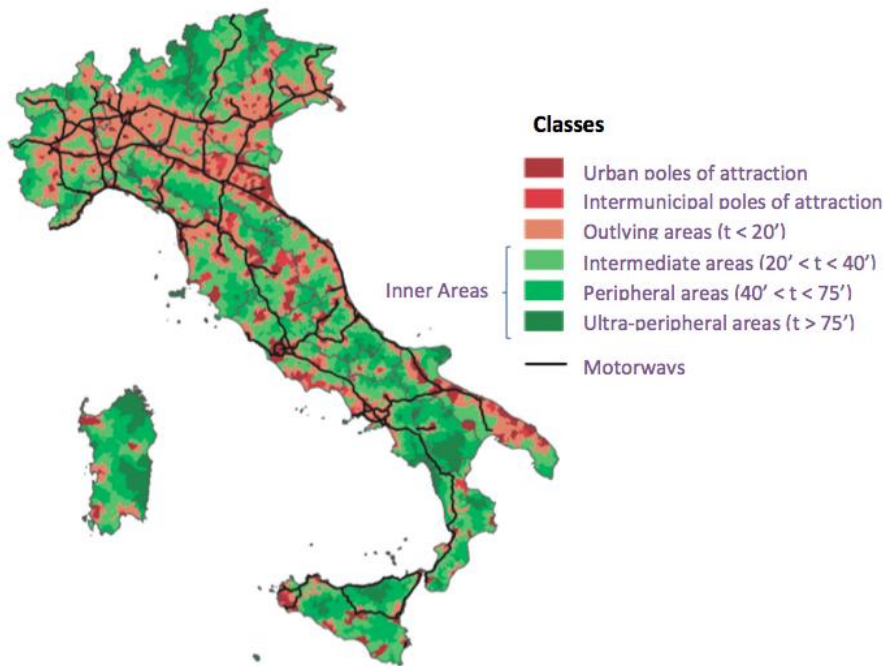 Classes
Urban poles of attraction
Intermunicipal poles of attraction
Outlying areas (t < 20’)
Intermediate areas (20’ < t < 40’)
Inner Areas
Peripheral areas (40’ < t < 75’)
Ultra-peripheral areas (t > 75’)
Motorways